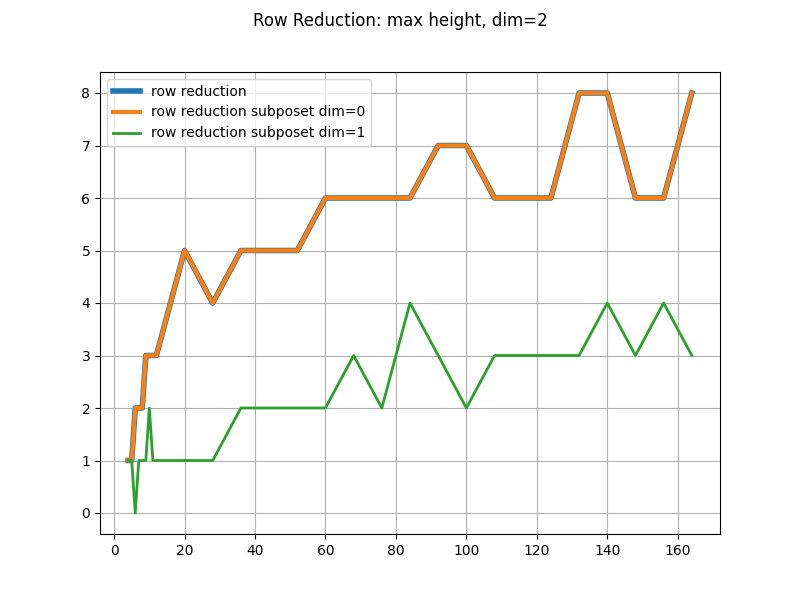 Row Reduction: max height, dim=2
row reduction
row reduction subposet dim=0
row reduction subposet dim=1
8
7
6
5
4
3
2
1
0
0 20 40 60 80 100 120 140 160